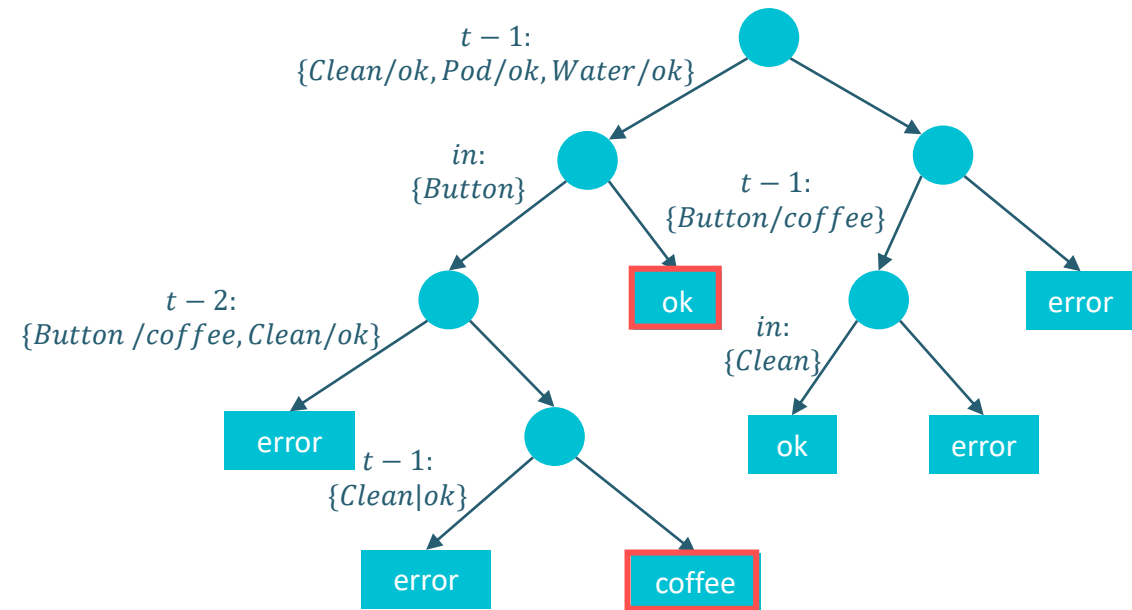 t − 1:
{Clean/ok, Pod/ok, Water/ok}
in:
{Button}
t − 1:
{Button/coffee}
ok
error
t − 2:
{Button /coffee, Clean/ok}
in:
{Clean}
error
ok
error
t − 1:
{Clean|ok}
error
coffee